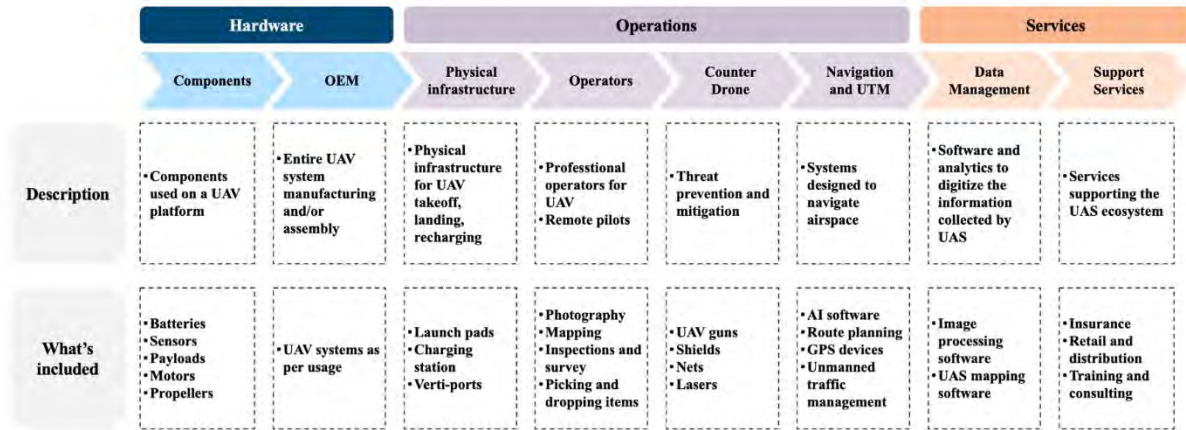 Hardware
Operations
Services
Components
OEM
Physical
infrastructure
Operators
Counter
Drone
Navigation
and UTM
Data
Management
Support
Services
Description
• Components
used on a UAV
platform
• Entire UAV
system
manufacturing
and/or
assembly
• Physical
infrastructure
for UAV
takeoff,
landing,
recharging
• Professional
operators for
UAV
• Remote pilots
• Threat
prevention and
mitigation
• Systems
designed to
navigate
airspace
• Software and
analytics to
digitize the
information
collected by
UAS
• Services
supporting the
UAS ecosystem
What's
included
• Batteries
• Sensors
• Payloads
• Motors
• Propellers
• UAV systems as
per usage
• Launch pads
• Charging
station
• Verti-ports
• Photography
• Mapping
• Inspections and
survey
• Picking and
dropping items
• UAV guns
• Shields
• Nets
• Lasers
• AI software
• Route planning
• GPS devices
• Unmanned
traffic
management
• Image
processing
software
• UAS mapping
software
• Insurance
• Retail and
distribution
• Training and
consulting